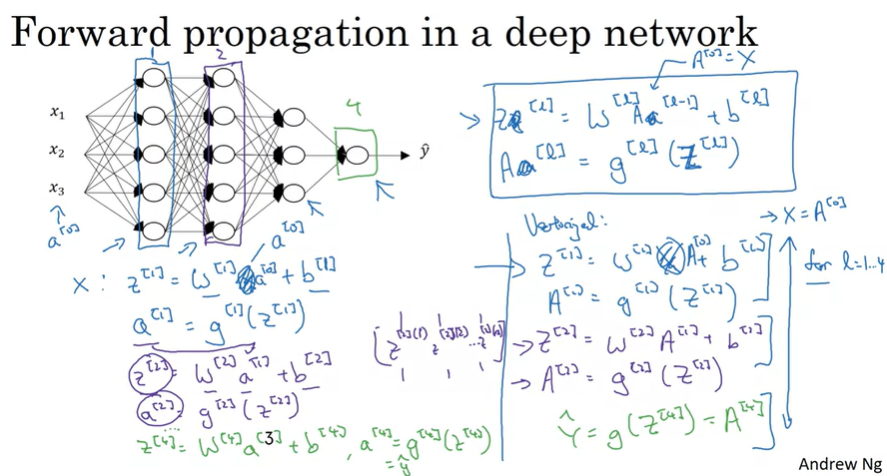 Forward propagation in a deep network
1
2
4
x₁
x₂
x₃
ŷ
a^[0]
a^[0]
X : z^[1] = W^[1] a^[0] + b^[1]
a^[1] = g^[1](z^[1])
z^[2] = W^[2] a^[1] + b^[2]
a^[2] = g^[2](z^[2])
...
z^[4] = W^[4] a^[3] + b^[4], a^[4] = g^[4](z^[4])
= ŷ
A^[0] = X
→ Z^[l] = W^[l] A^[l-1] + b^[l]
A^[l] = g^[l](Z^[l])
→ X = A^[0]
Z^[1] = W^[1] X A^[0] + b^[1]
A^[1] = g^[1](Z^[1])
for l=1..4
→ Z^[2] = W^[2] A^[1] + b^[2]
→ A^[2] = g^[2](Z^[2])
Ŷ = g(Z^[4]) = A^[4]
Andrew Ng